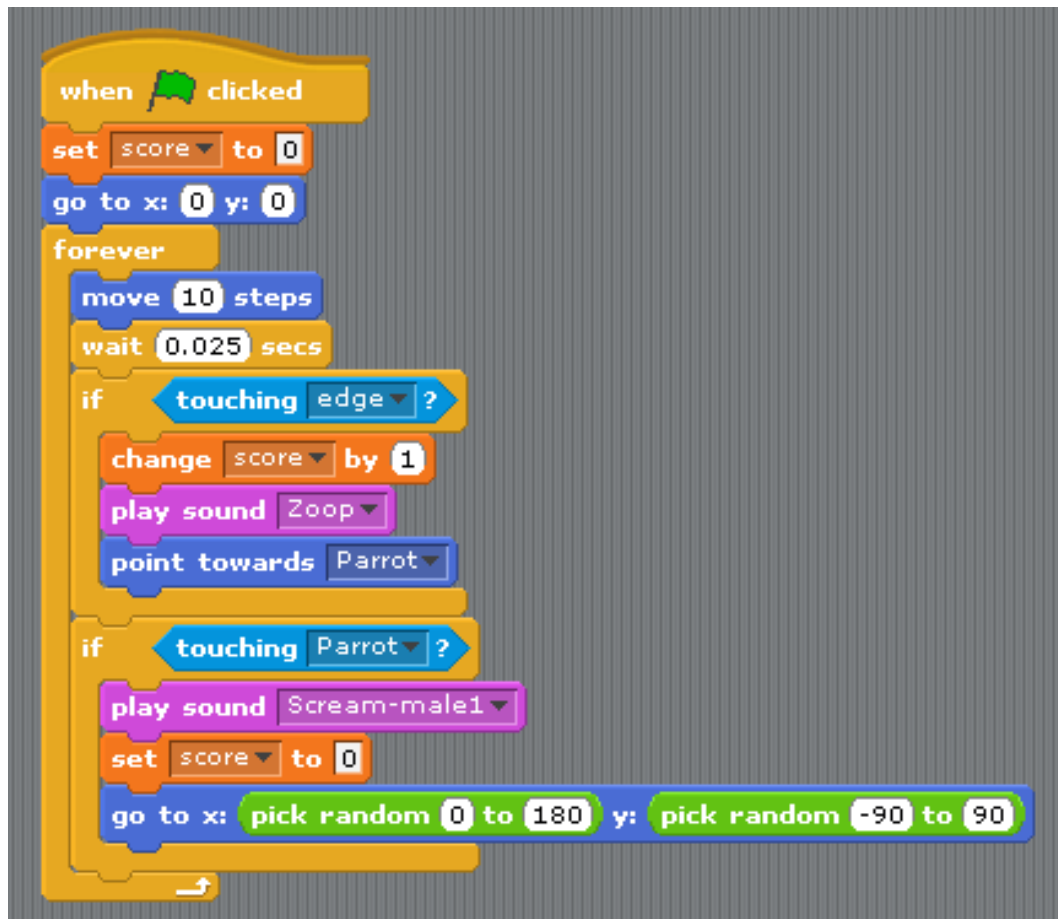 when clicked
set score to 0
go to x: 0 y: 0
forever
move 10 steps
wait 0.025 secs
if touching edge ?
change score by 1
play sound Zoop
point towards Parrot
if touching Parrot ?
play sound Scream-male1
set score to 0
go to x: pick random 0 to 180 y: pick random -90 to 90